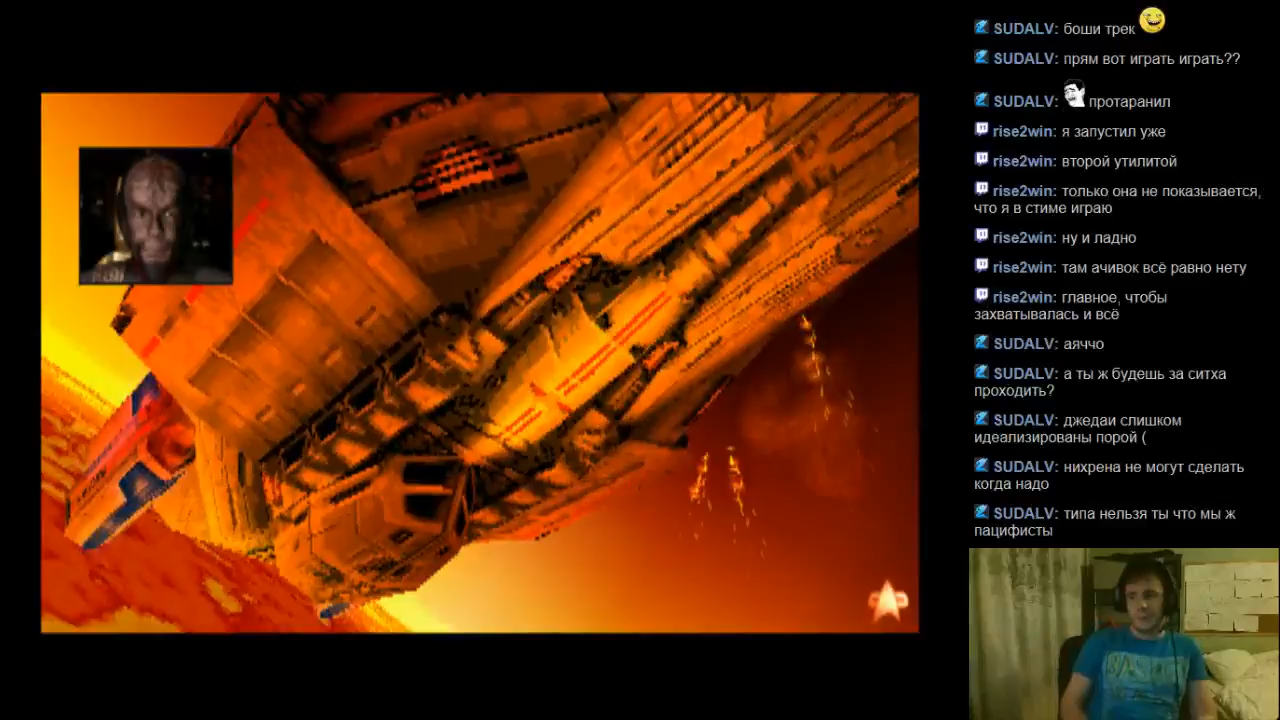 SUDALV: боши трек
SUDALV: прям вот играть играть??
SUDALV: протаранил
rise2win: я запустил уже
rise2win: второй утилитой
rise2win: только она не показывается,
что я в стиме играю
rise2win: ну и ладно
rise2win: там ачивок всё равно нету
rise2win: главное, чтобы
захватывалась и всё
SUDALV: аяччо
SUDALV: а ты ж будешь за ситха
проходить?
SUDALV: джедаи слишком
идеализированы порой (
SUDALV: нихрена не могут сделать
когда надо
SUDALV: типа нельзя ты что мы ж
пацифисты